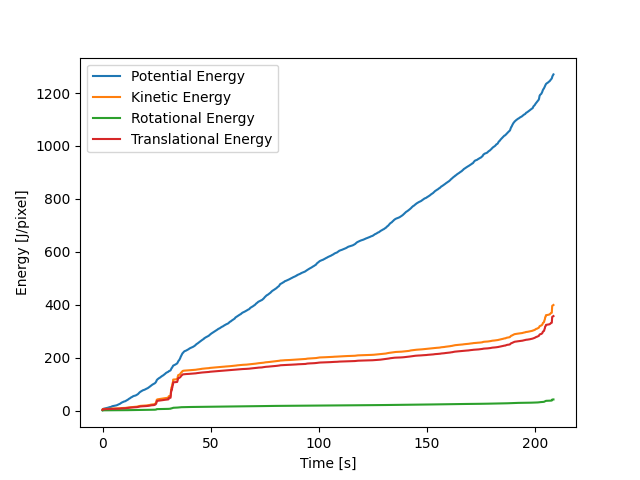 Potential Energy
Kinetic Energy
Rotational Energy
Translational Energy
Energy [J/pixel]
1200
1000
800
600
400
200
0
0 50 100 150 200
Time [s]